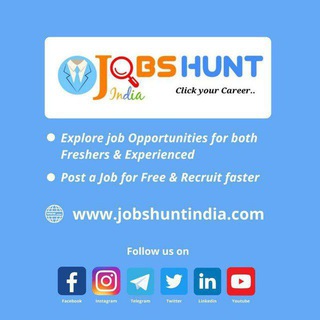 JOBS HUNT
India
Click your Career..
Explore job Opportunities for both
Freshers & Experienced
Post a Job for Free & Recruit faster
www.jobshuntindia.com
Follow us on
Facebook Instagram Telegram Twitter Linkedin Youtube